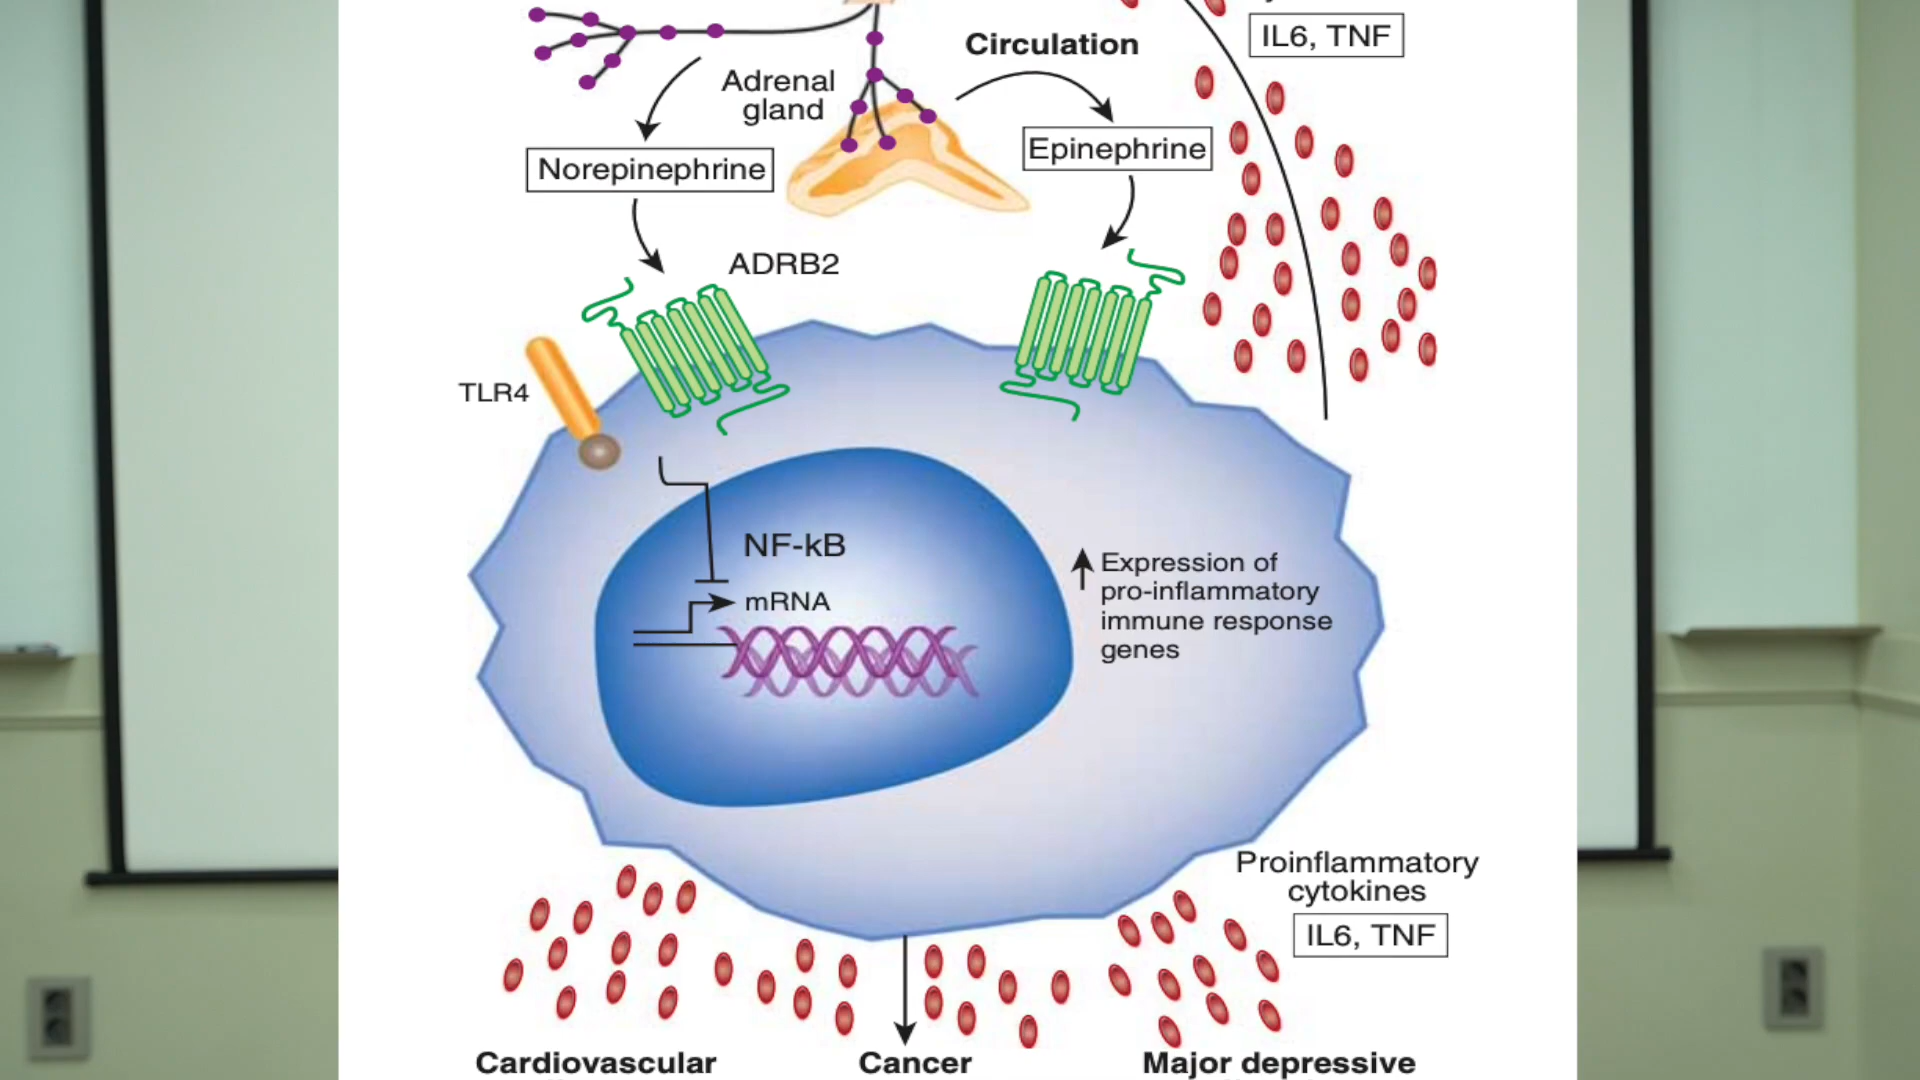 IL6, TNF
Circulation
Adrenal
gland
Epinephrine
Norepinephrine
ADRB2
TLR4
NF-kB
mRNA
Expression of
pro-inflammatory
immune response
genes
Proinflammatory
cytokines
IL6, TNF
Cardiovascular
Cancer
Major depressive